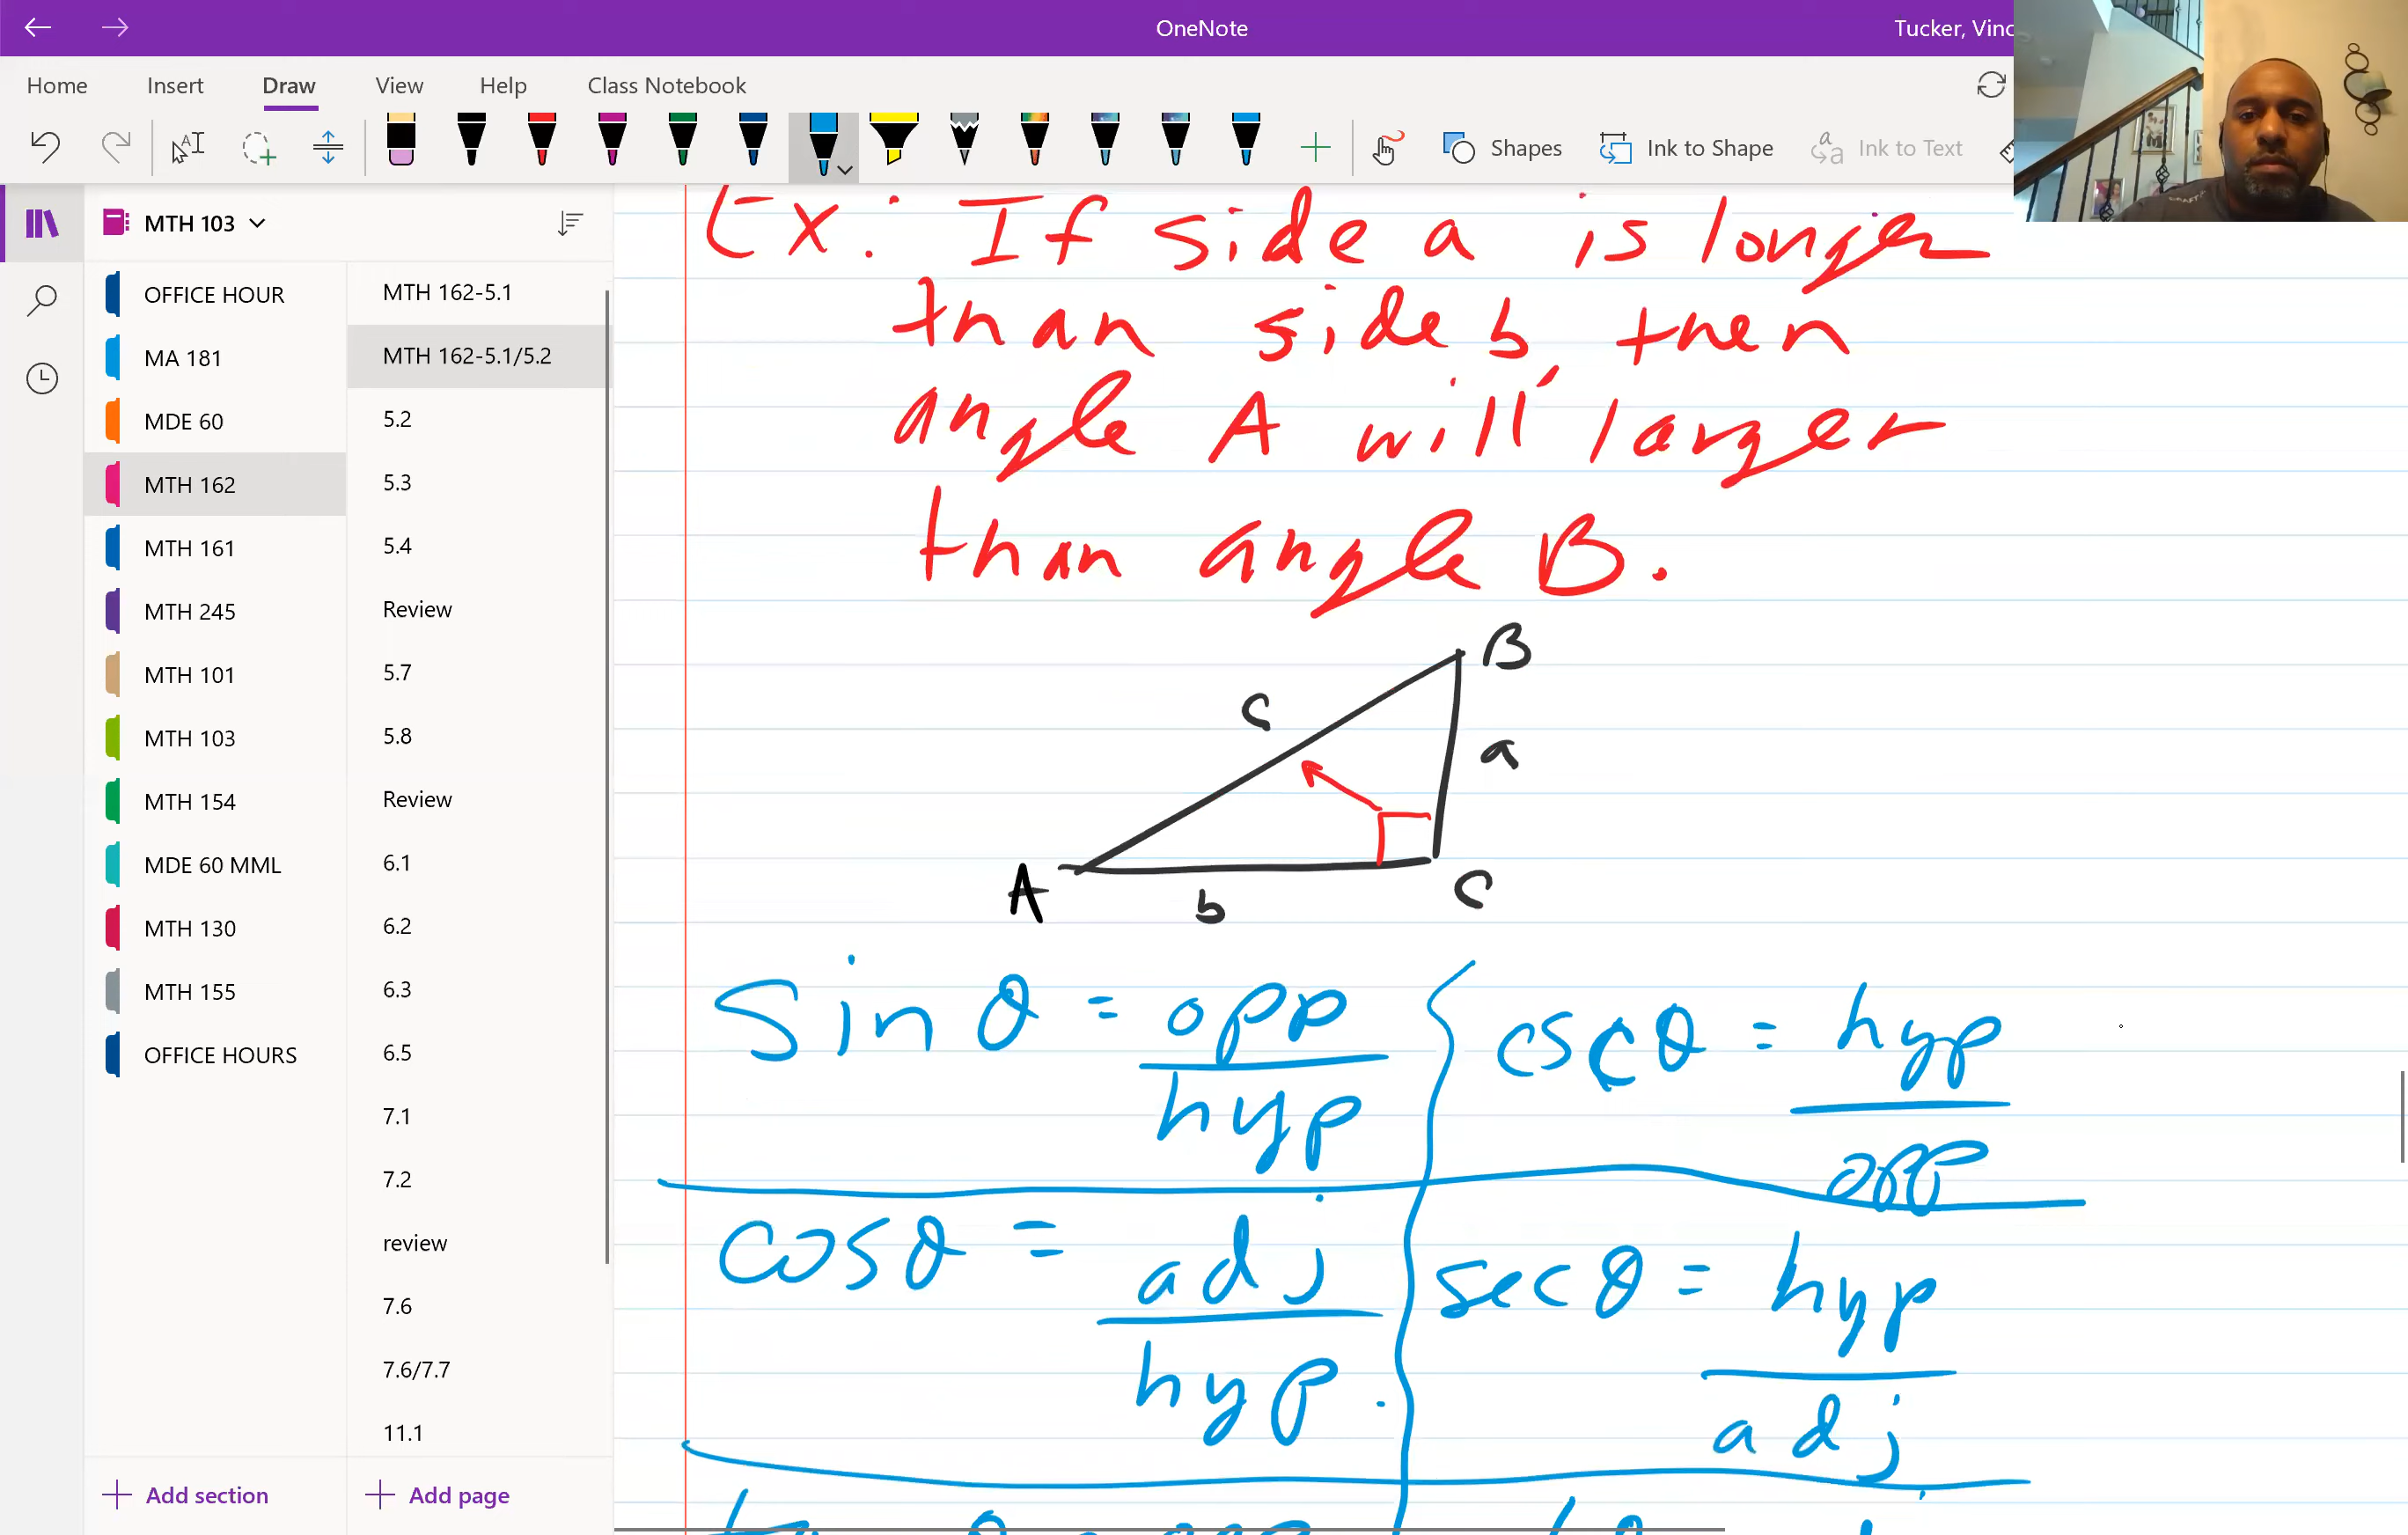 OneNote
Tucker, Vinc
Home Insert Draw View Help Class Notebook
Shapes Ink to Shape Ink to Text
MTH 103
OFFICE HOUR
MA 181
MDE 60
MTH 162
MTH 161
MTH 245
MTH 101
MTH 103
MTH 154
MDE 60 MML
MTH 130
MTH 155
OFFICE HOURS
Add section
MTH 162-5.1
MTH 162-5.1/5.2
5.2
5.3
5.4
Review
5.7
5.8
Review
6.1
6.2
6.3
6.5
7.1
7.2
review
7.6
7.6/7.7
11.1
Add page
Ex: If side a is longer
than side b, then
angle A will larger
than angle B.
B
c
a
A
b
C
sin θ = opp
hyp
csc θ = hyp
opp
cos θ = adj
hyp.
sec θ = hyp
adj